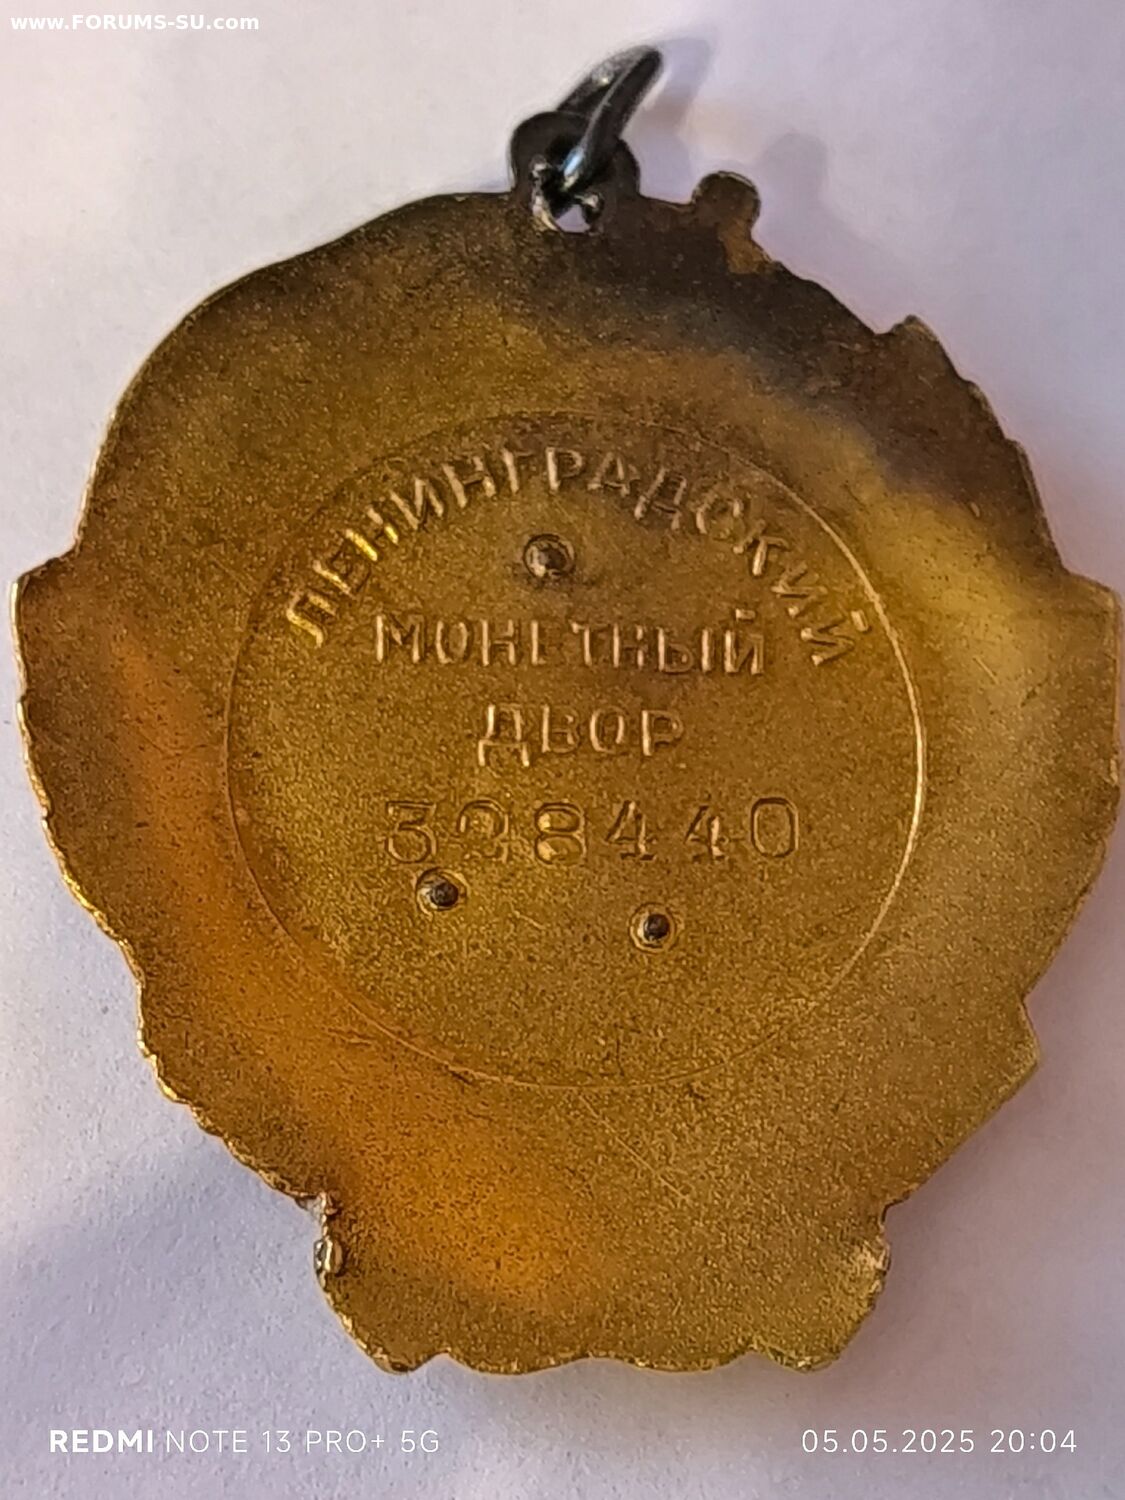 www.FORUMS-SU.com
ЛЕНИНГРАДСКИЙ
МОНЕТНЫЙ
ДВОР
328440
REDMI NOTE 13 PRO+ 5G
05.05.2025 20:04